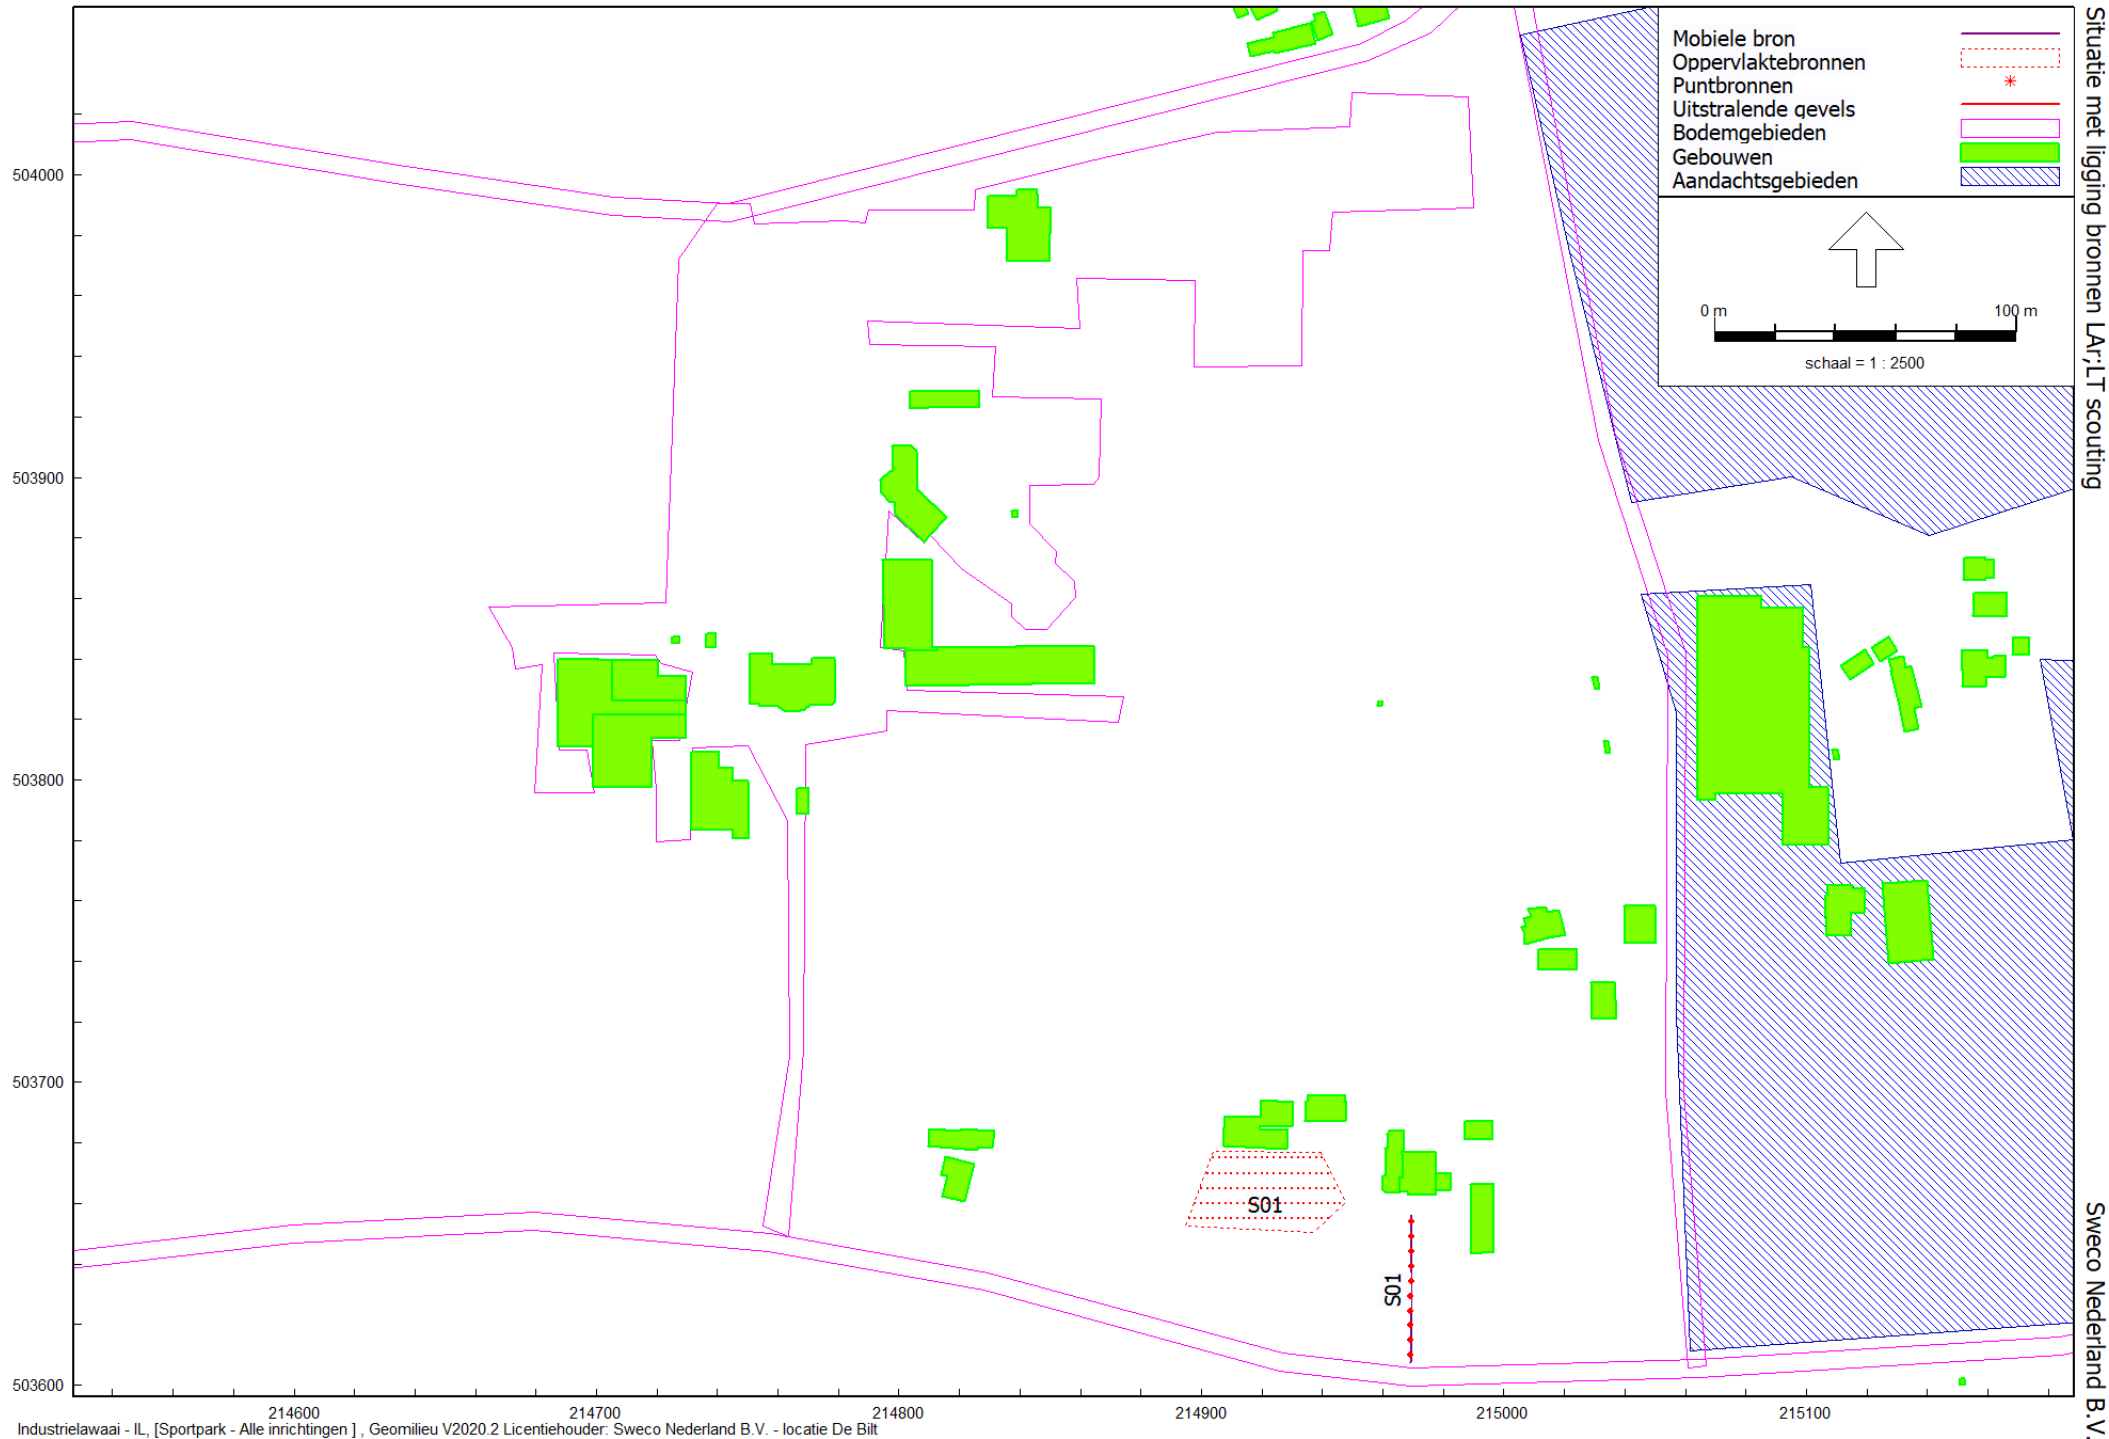 Mobiele bron
Oppervlaktebronnen
Puntbronnen
Uitstralende gevels
Bodemgebieden
Gebouwen
Aandachtsgebieden
0 m
100 m
schaal = 1 : 2500
Situatie met ligging bronnen LAr;LT scouting
Sweco Nederland B.V.
504000
503900
503800
503700
503600
S01
S01
214600
214700
214800
214900
215000
215100
Industrielawaai - IL, [Sportpark - Alle inrichtingen ] , Geomilieu V2020.2 Licentiehouder: Sweco Nederland B.V. - locatie De Bilt